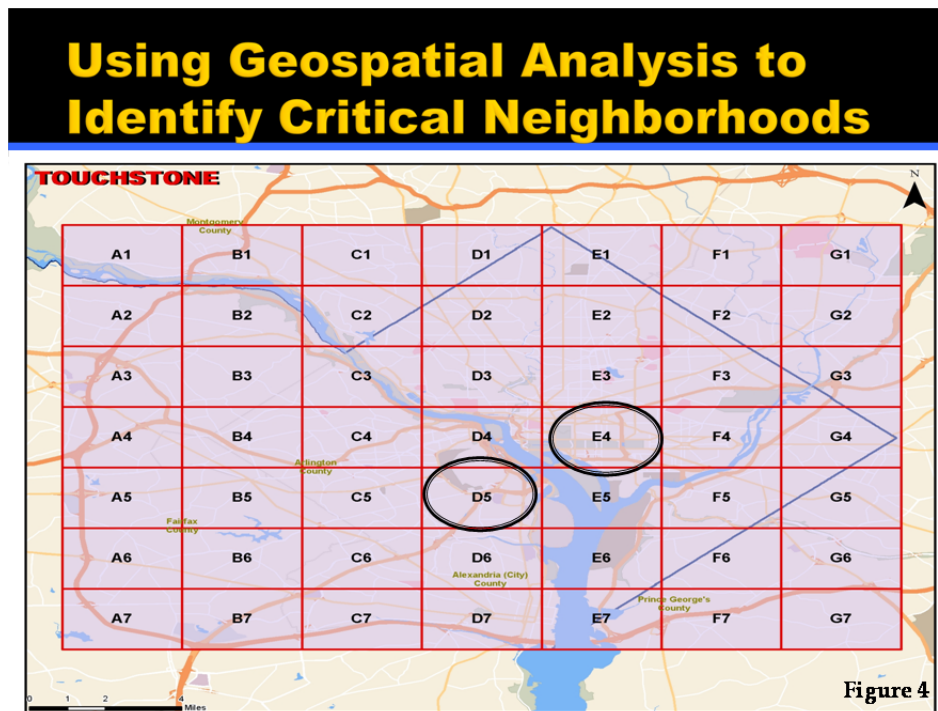 Using Geospatial Analysis to
Identify Critical Neighborhoods
TOUCHSTONE
N
Montgomery
County
A1 B1 C1 D1 E1 F1 G1
A2 B2 C2 D2 E2 F2 G2
A3 B3 C3 D3 E3 F3 G3
A4 B4 C4 D4 E4 F4 G4
Arlington
County
A5 B5 C5 D5 E5 F5 G5
Fairfax
County
A6 B6 C6 D6 E6 F6 G6
Alexandria (City)
County
Prince George's
County
A7 B7 C7 D7 E7 F7 G7
0 1 2 4
Miles
Figure 4